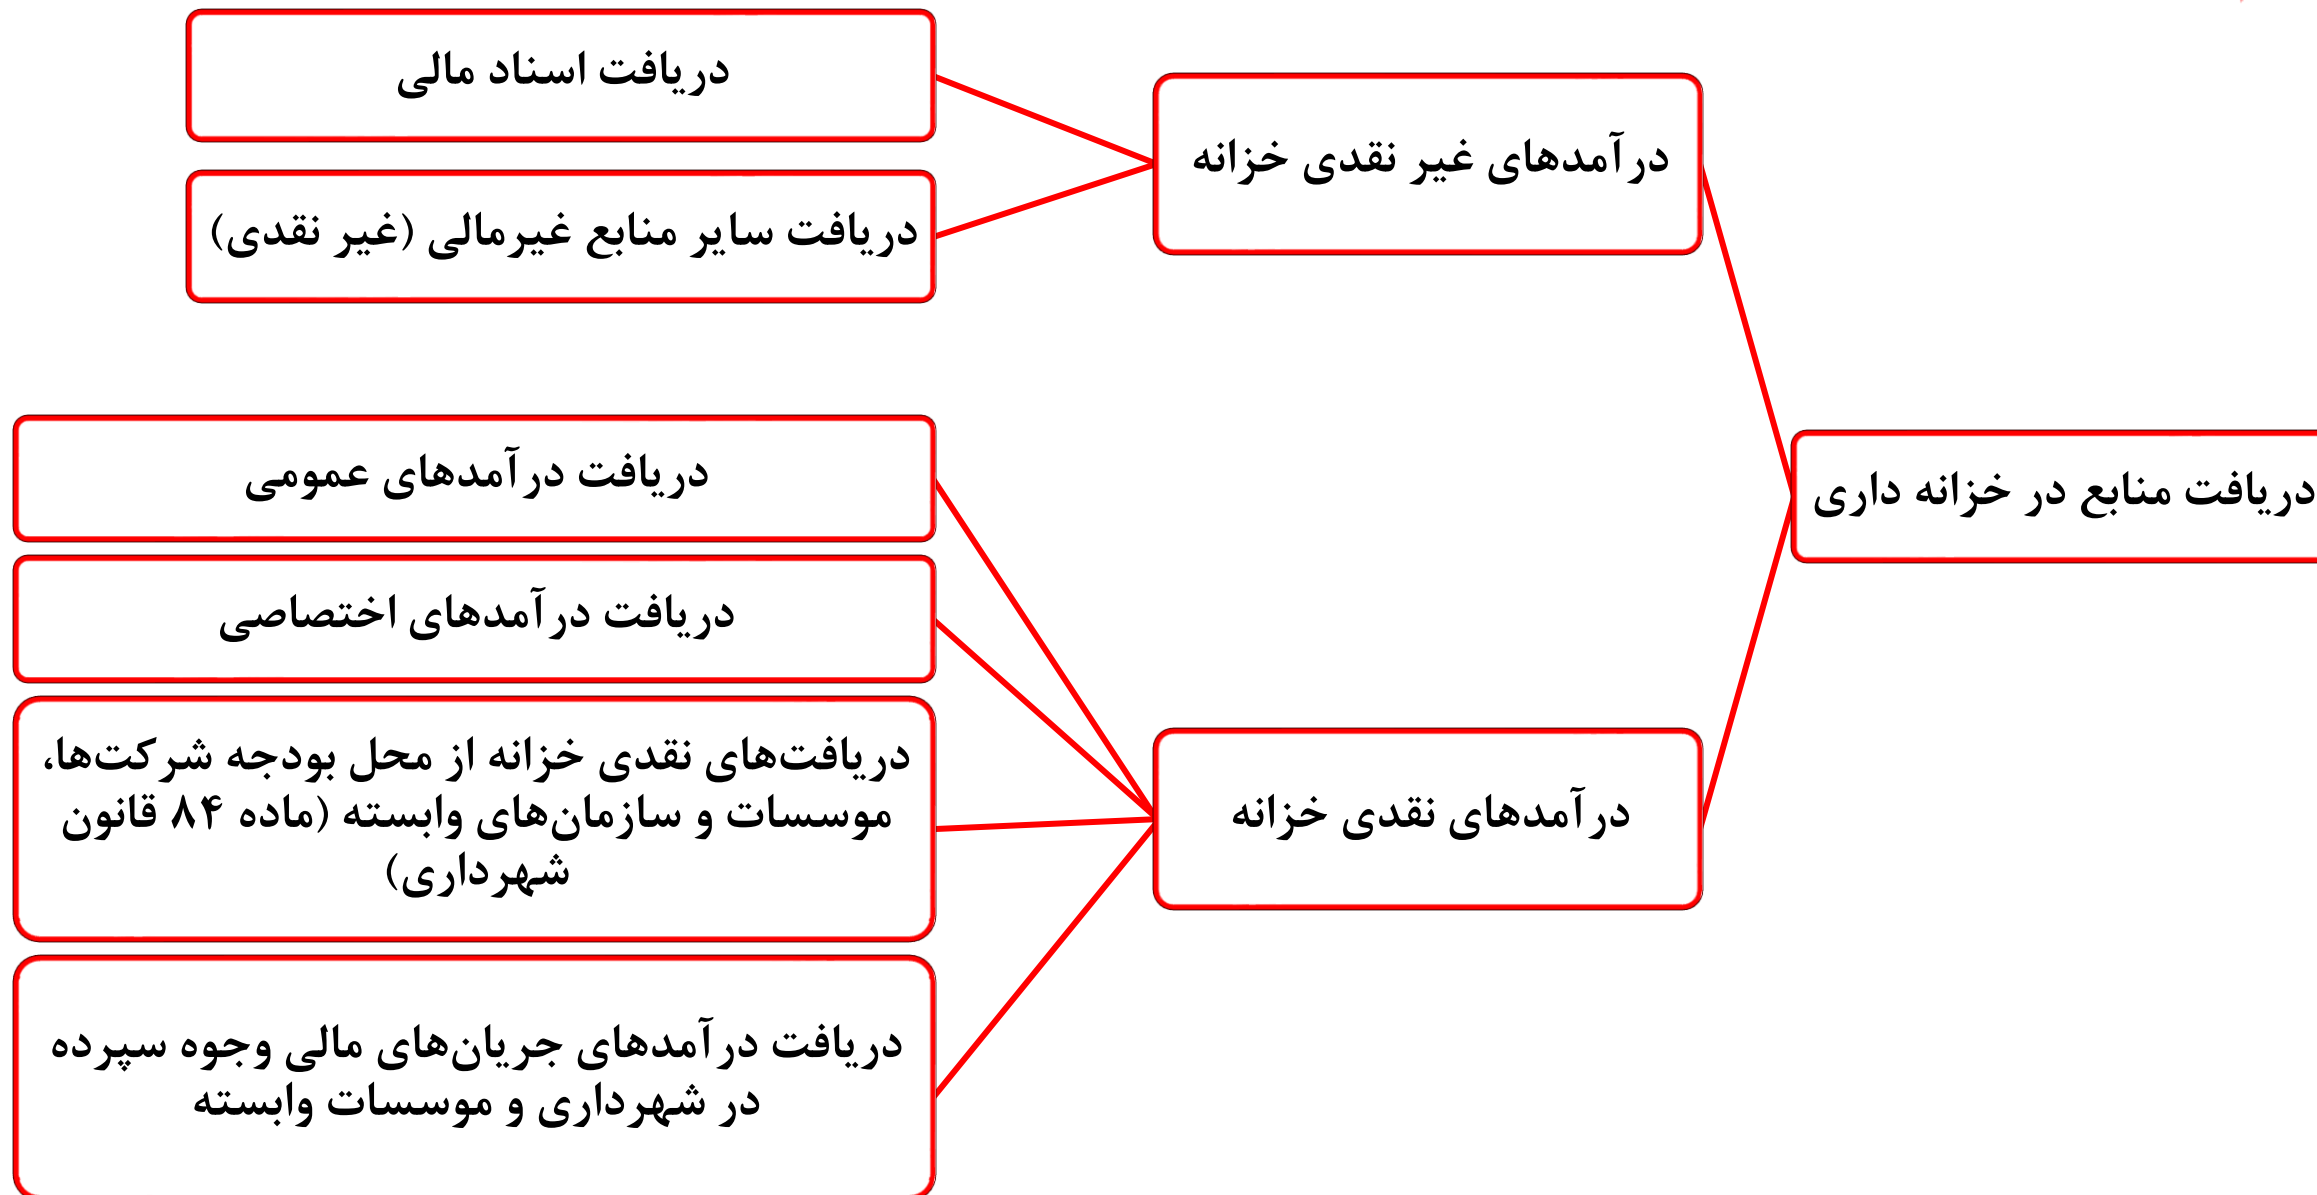 دریافت منابع در خزانه داری
درآمدهای غیر نقدی خزانه
دریافت اسناد مالی
دریافت سایر منابع غیرمالی (غیر نقدی)
درآمدهای نقدی خزانه
دریافت درآمدهای عمومی
دریافت درآمدهای اختصاصی
دریافت‌های نقدی خزانه از محل بودجه شرکت‌ها،
موسسات و سازمان‌های وابسته (ماده ۸۴ قانون
شهرداری)
دریافت درآمدهای جریان‌های مالی وجوه سپرده
در شهرداری و موسسات وابسته